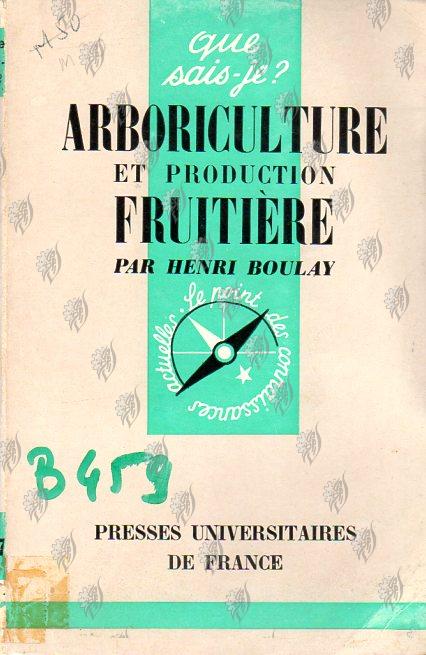 que
sais-je?
ARBORICULTURE
ET PRODUCTION
FRUITIÈRE
PAR HENRI BOULAY
Le point des connaissances actuelles.
B459
PRESSES UNIVERSITAIRES
DE FRANCE